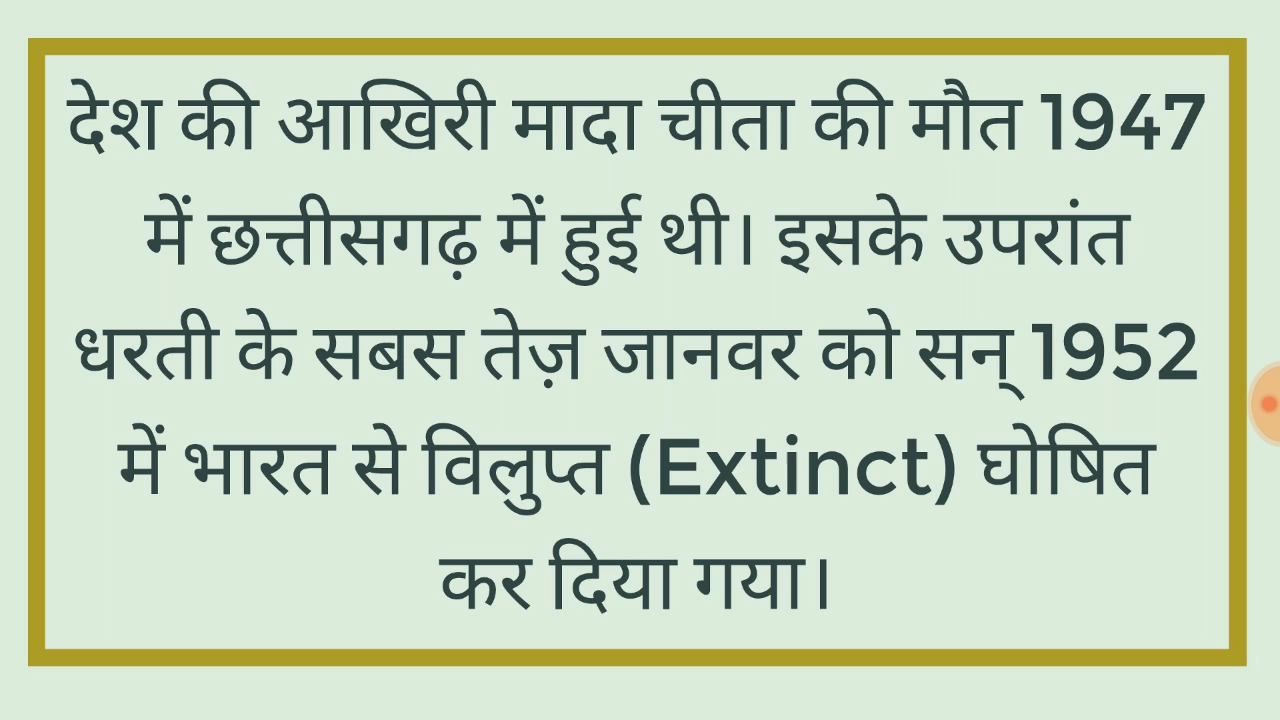 देश की आखिरी मादा चीता की मौत 1947
में छत्तीसगढ़ में हुई थी। इसके उपरांत
धरती के सबस तेज़ जानवर को सन् 1952
में भारत से विलुप्त (Extinct) घोषित
कर दिया गया।